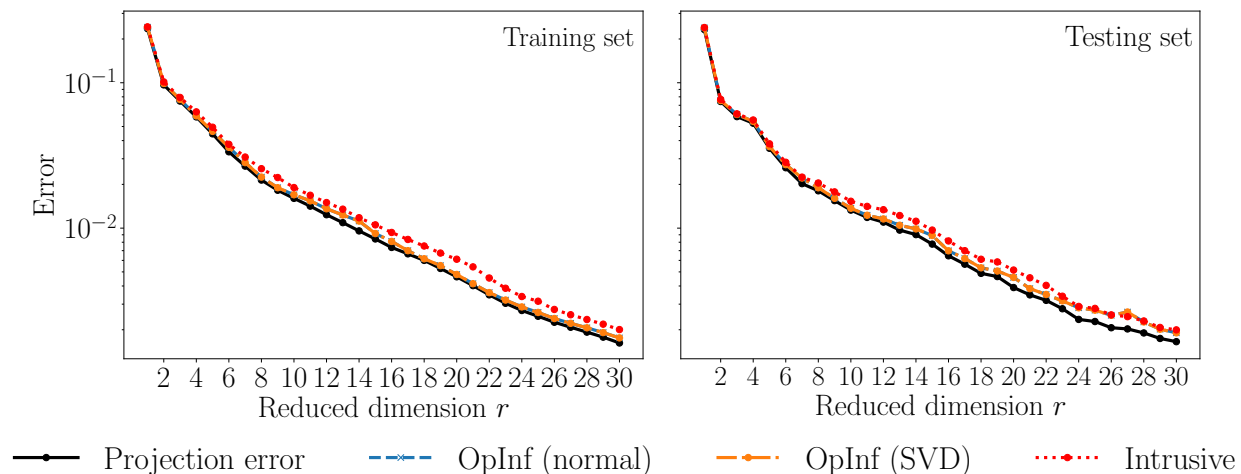 Training set
Testing set
Error
10⁻¹
10⁻²
2 4 6 8 10 12 14 16 18 20 22 24 26 28 30
2 4 6 8 10 12 14 16 18 20 22 24 26 28 30
Reduced dimension r
Reduced dimension r
Projection error
OpInf (normal)
OpInf (SVD)
Intrusive